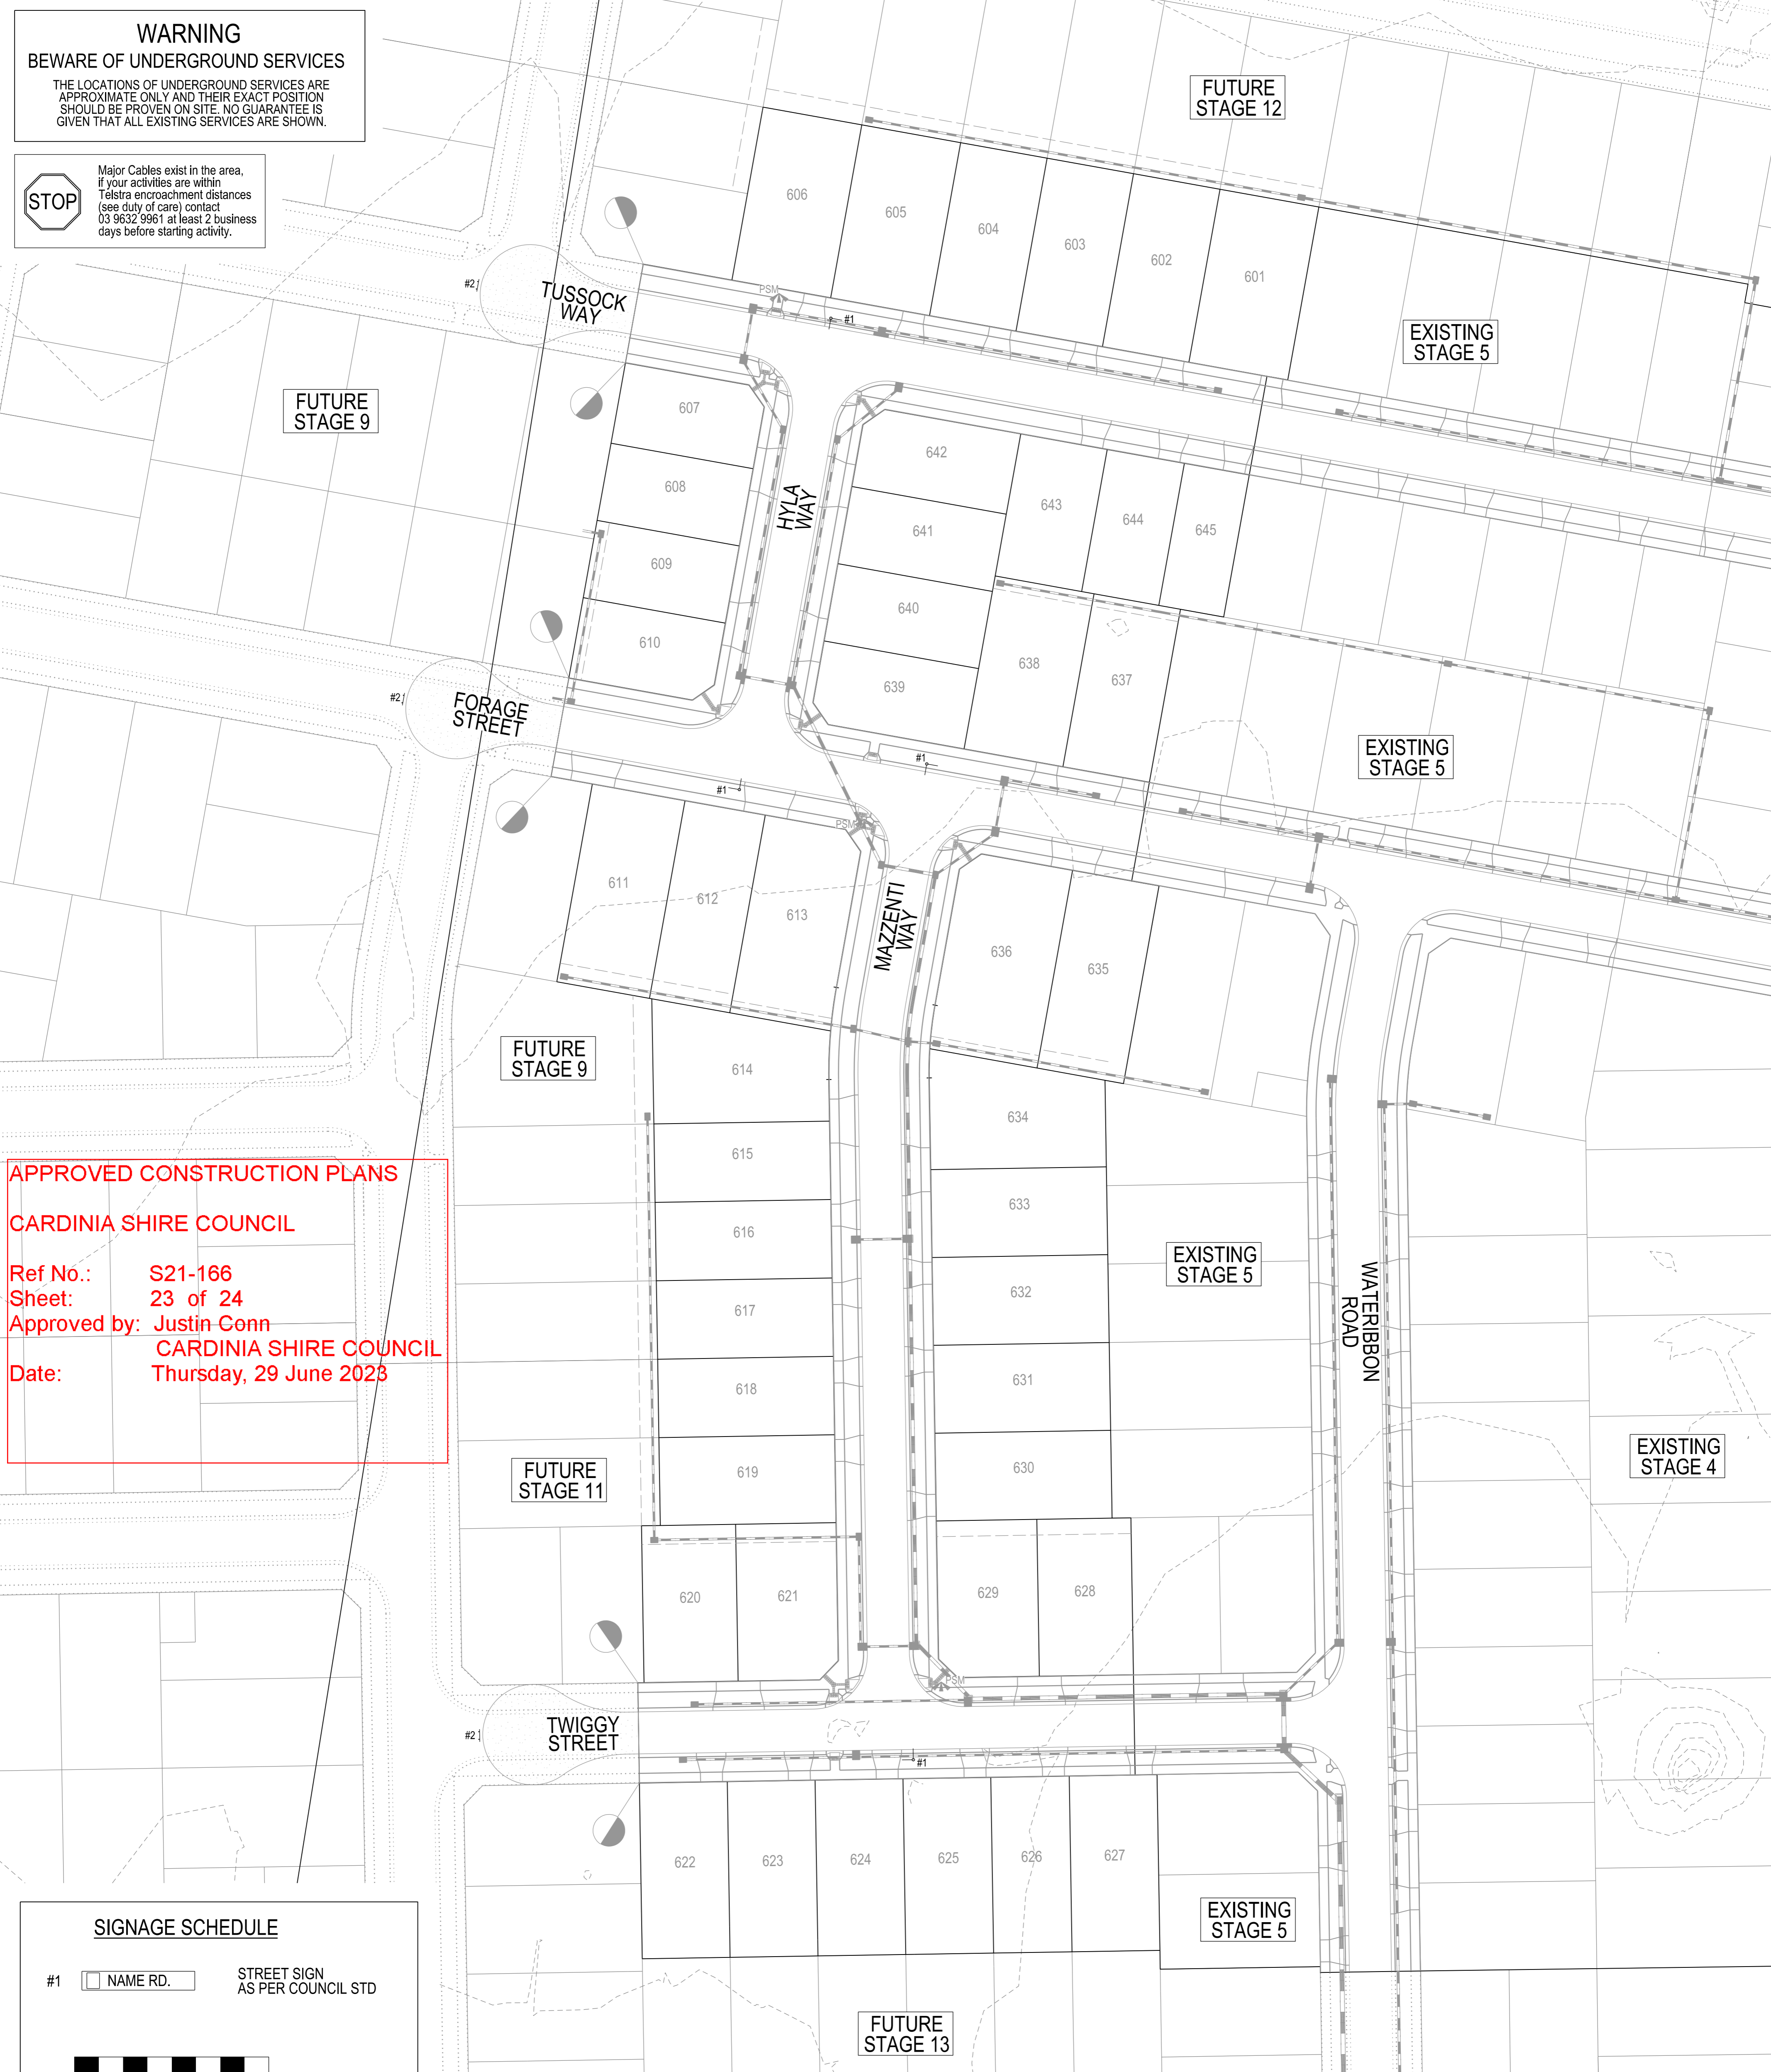 WARNING
BEWARE OF UNDERGROUND SERVICES
THE LOCATIONS OF UNDERGROUND SERVICES ARE
APPROXIMATE ONLY AND THEIR EXACT POSITION
SHOULD BE PROVEN ON SITE. NO GUARANTEE IS
GIVEN THAT ALL EXISTING SERVICES ARE SHOWN.
STOP
Major Cables exist in the area,
if your activities are within
Telstra encroachment distances
(see duty of care) contact
03 9632 9961 at least 2 business
days before starting activity.
FUTURE
STAGE 12
606
605
604
603
602
601
#2
TUSSOCK
WAY
PSM
#1
EXISTING
STAGE 5
FUTURE
STAGE 9
607
608
609
610
HYLA
WAY
642
641
640
639
643
644
645
638
637
#2
FORAGE
STREET
#1
#1
EXISTING
STAGE 5
PSM
611
612
613
MAZZENTI
WAY
636
635
FUTURE
STAGE 9
614
615
616
617
618
619
634
633
632
631
630
EXISTING
STAGE 5
WATERIBBON
ROAD
APPROVED CONSTRUCTION PLANS
CARDINIA SHIRE COUNCIL
Ref No.: S21-166
Sheet: 23 of 24
Approved by: Justin Conn
CARDINIA SHIRE COUNCIL
Date: Thursday, 29 June 2023
EXISTING
STAGE 4
FUTURE
STAGE 11
620
621
629
628
PSM
#2
TWIGGY
STREET
#1
622
623
624
625
626
627
EXISTING
STAGE 5
FUTURE
STAGE 13
SIGNAGE SCHEDULE
#1 NAME RD. STREET SIGN
AS PER COUNCIL STD